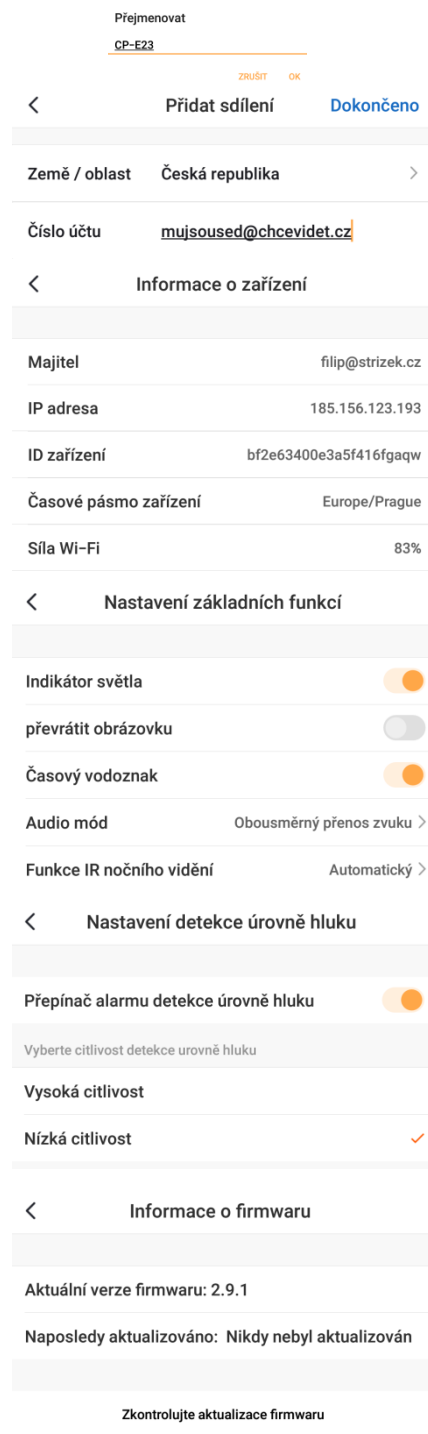 Přejmenovat
CP-E23
ZRUŠIT OK
Přidat sdílení Dokončeno
Země / oblast Česká republika
Číslo účtu mujsoused@chcevidet.cz
Informace o zařízení
Majitel filip@strizek.cz
IP adresa 185.156.123.193
ID zařízení bf2e63400e3a5f416fgaqw
Časové pásmo zařízení Europe/Prague
Síla Wi-Fi 83%
Nastavení základních funkcí
Indikátor světla
převrátit obrázovku
Časový vodoznak
Audio mód Obousměrný přenos zvuku
Funkce IR nočního vidění Automatický
Nastavení detekce úrovně hluku
Přepínač alarmu detekce úrovně hluku
Vyberte citlivost detekce urovně hluku
Vysoká citlivost
Nízká citlivost
Informace o firmwaru
Aktuální verze firmwaru: 2.9.1
Naposledy aktualizováno: Nikdy nebyl aktualizován
Zkontrolujte aktualizace firmwaru